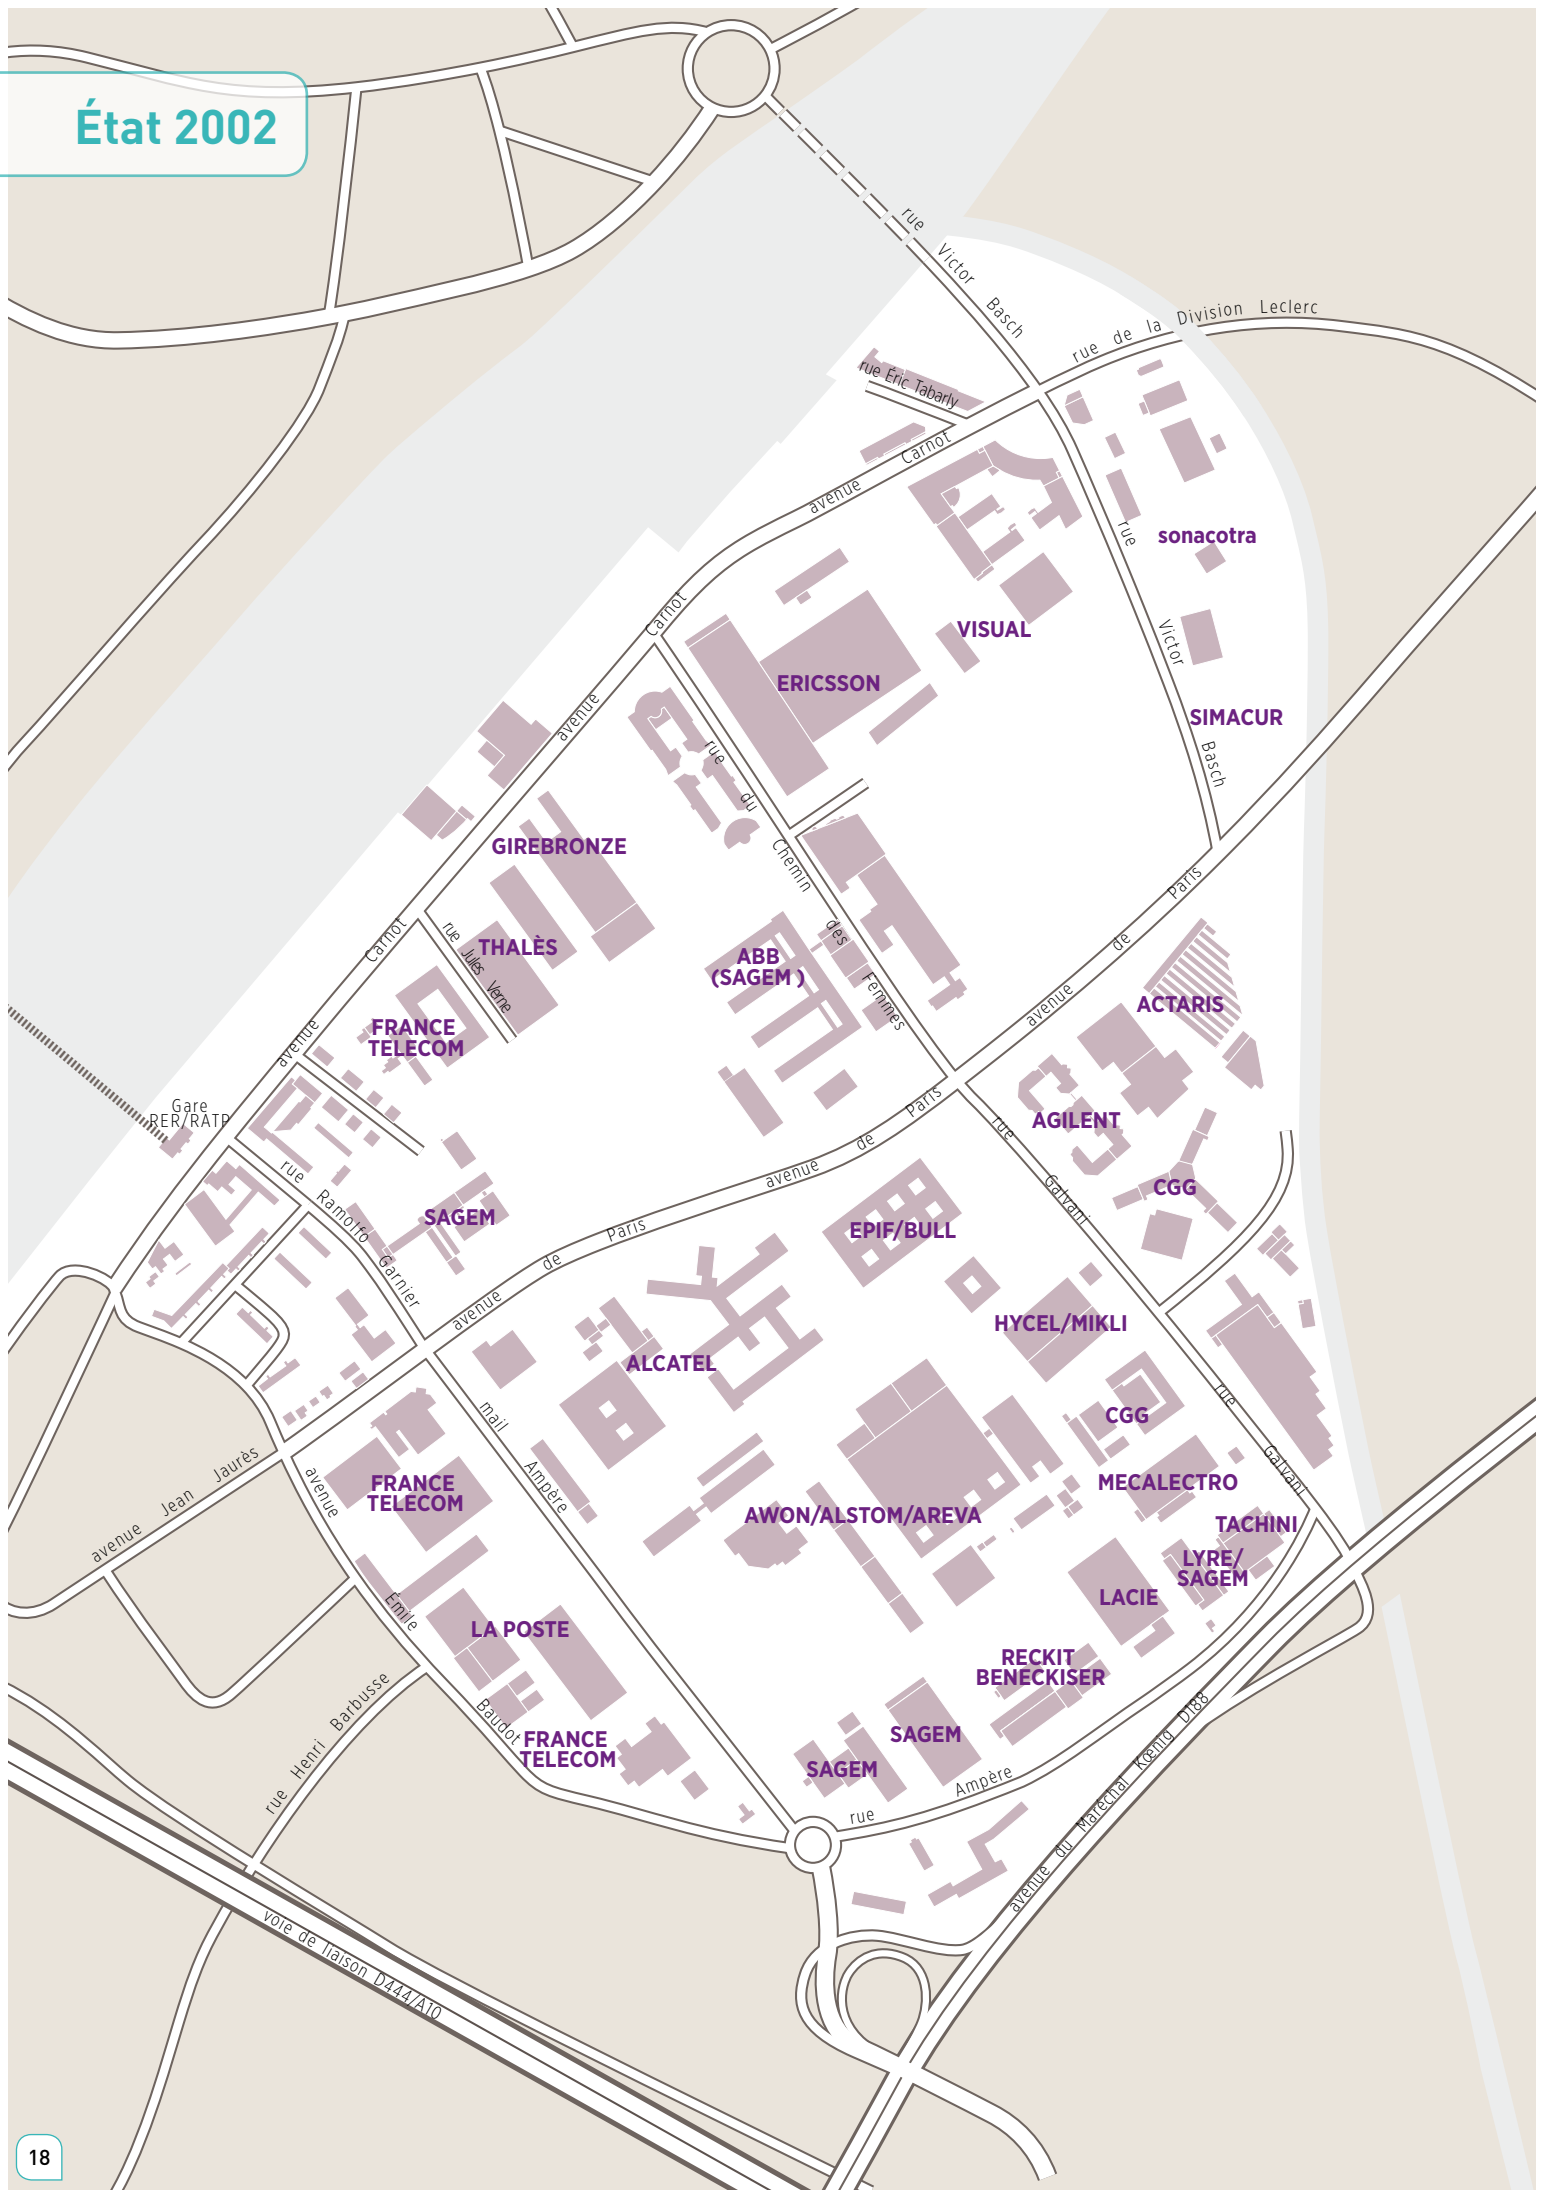 État 2002
rue Victor Basch
rue de la Division Leclerc
rue Éric Tabarly
avenue Carnot
sonacotra
rue Victor Basch
VISUAL
Carnot
ERICSSON
avenue
SIMACUR
rue du Chemin des Femmes
GIREBRONZE
Carnot
rue Jules Verne
THALÈS
ABB
(SAGEM )
avenue de Paris
ACTARIS
FRANCE
TELECOM
avenue
Gare
RER/RATP
AGILENT
rue Galvani
CGG
rue Ramolfo Garnier
SAGEM
avenue de Paris
EPIF/BULL
avenue de Paris
HYCEL/MIKLI
ALCATEL
CGG
rue Galvani
mail Ampère
avenue Jean Jaurès
FRANCE
TELECOM
MECALECTRO
AWON/ALSTOM/AREVA
TACHINI
LYRE/
SAGEM
LACIE
avenue Émile Baudot
LA POSTE
RECKIT
BENECKISER
rue Henri Barbusse
FRANCE
TELECOM
SAGEM
SAGEM
rue Ampère
avenue du Maréchal Kœnig D188
voie de liaison D444/A10
18